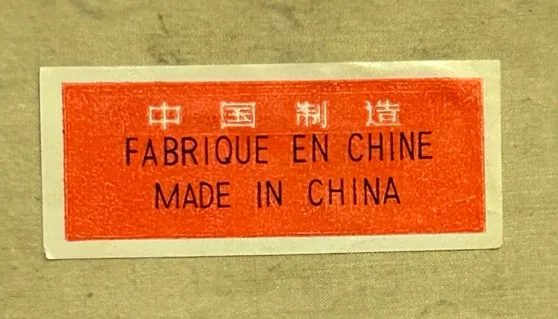 中国制造
FABRIQUE EN CHINE
MADE IN CHINA